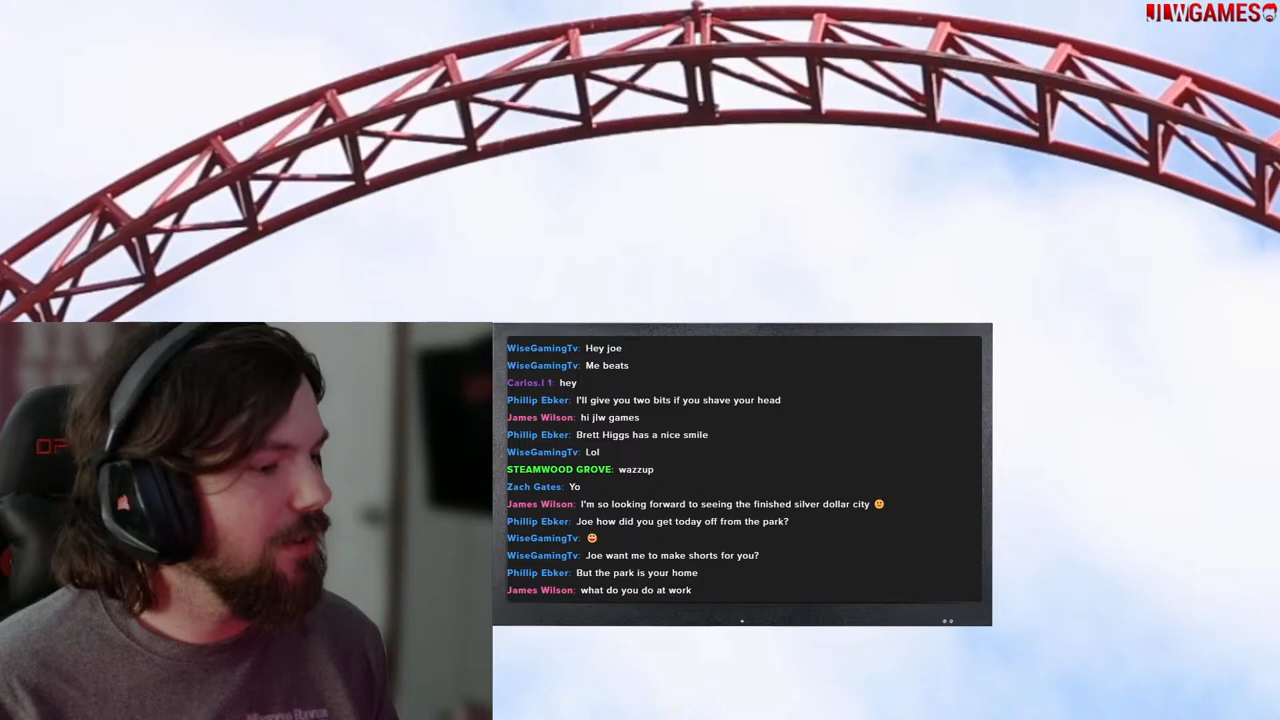 JLWGAMES
WiseGamingTv: Hey joe
WiseGamingTv: Me beats
Carlos.l 1: hey
Phillip Ebker: I'll give you two bits if you shave your head
James Wilson: hi jlw games
Phillip Ebker: Brett Higgs has a nice smile
WiseGamingTv: Lol
STEAMWOOD GROVE: wazzup
Zach Gates: Yo
James Wilson: I'm so looking forward to seeing the finished silver dollar city 🙂
Phillip Ebker: Joe how did you get today off from the park?
WiseGamingTv: 😃
WiseGamingTv: Joe want me to make shorts for you?
Phillip Ebker: But the park is your home
James Wilson: what do you do at work
OP